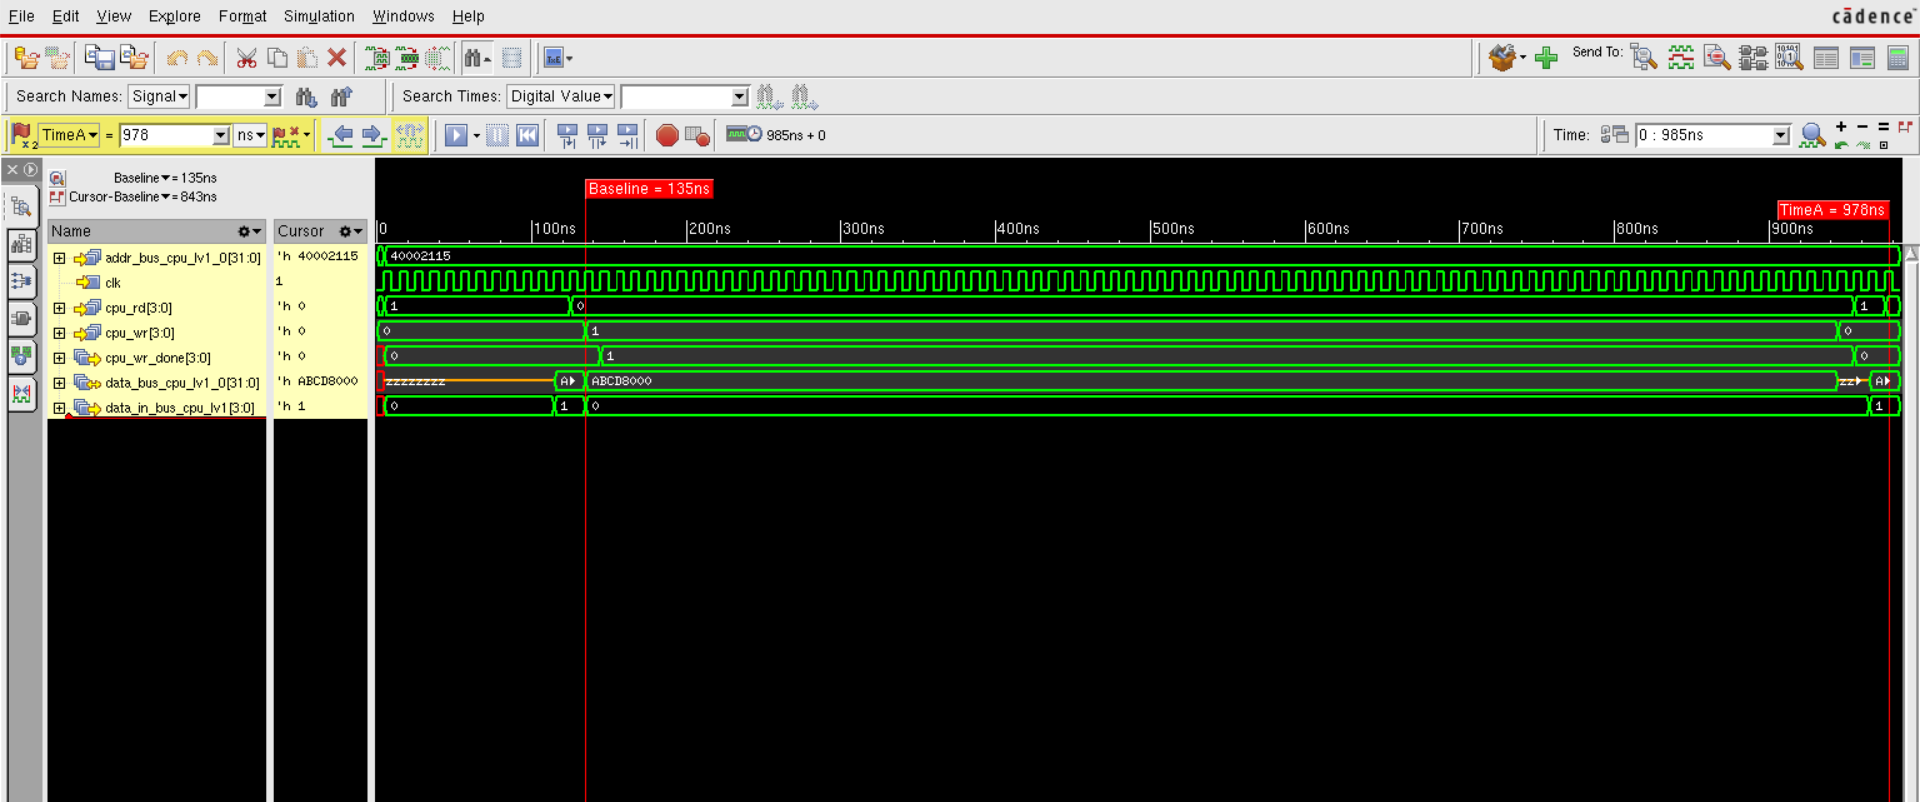 File Edit View Explore Format Simulation Windows Help
cādence
Send To:
Search Names: Signal
Search Times: Digital Value
TimeA = 978 ns
985ns + 0
Time: 0 : 985ns
Baseline = 135ns
Cursor-Baseline = 843ns
Baseline = 135ns
TimeA = 978ns
Name Cursor
0 100ns 200ns 300ns 400ns 500ns 600ns 700ns 800ns 900ns
addr_bus_cpu_lv1_0[31:0] 'h 40002115 40002115
clk 1
cpu_rd[3:0] 'h 0 1 0 1
cpu_wr[3:0] 'h 0 0 1 0
cpu_wr_done[3:0] 'h 0 0 1 0
data_bus_cpu_lv1_0[31:0] 'h ABCD8000 zzzzzzzz A ABCD8000 zz A
data_in_bus_cpu_lv1[3:0] 'h 1 0 1 0 1